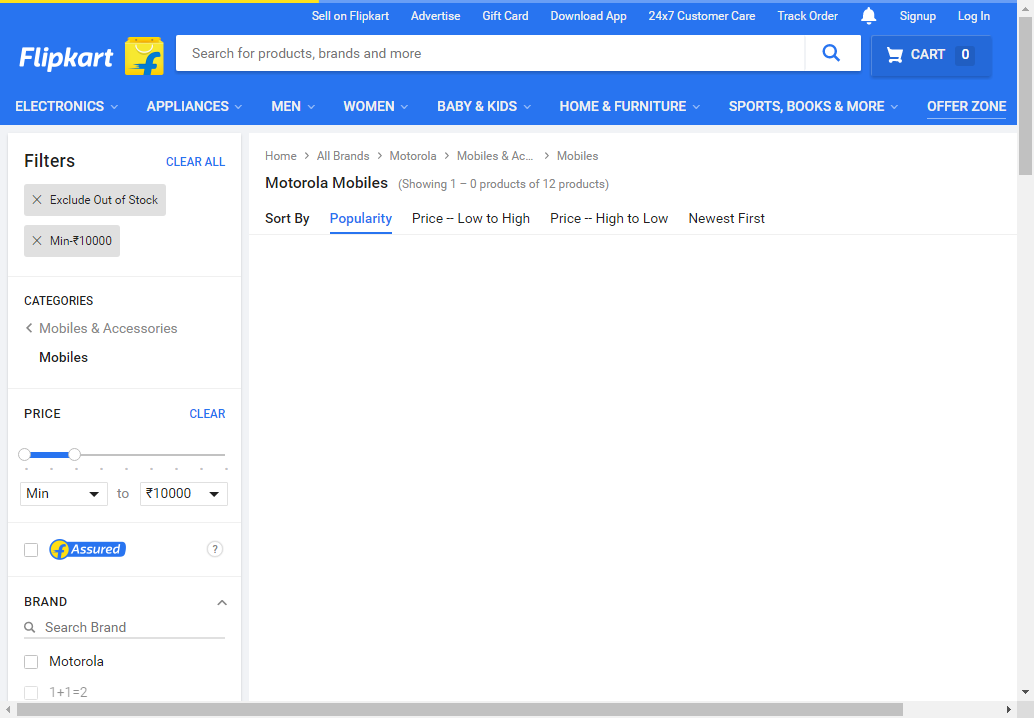 Sell on Flipkart Advertise Gift Card Download App 24x7 Customer Care Track Order Signup Log In
Flipkart Search for products, brands and more CART 0
ELECTRONICS APPLIANCES MEN WOMEN BABY & KIDS HOME & FURNITURE SPORTS, BOOKS & MORE OFFER ZONE
Filters CLEAR ALL
Exclude Out of Stock
Min-₹10000
CATEGORIES
Mobiles & Accessories
Mobiles
PRICE CLEAR
Min to ₹10000
Assured ?
BRAND
Search Brand
Motorola
1+1=2
Home All Brands Motorola Mobiles & Ac... Mobiles
Motorola Mobiles (Showing 1 – 0 products of 12 products)
Sort By Popularity Price -- Low to High Price -- High to Low Newest First